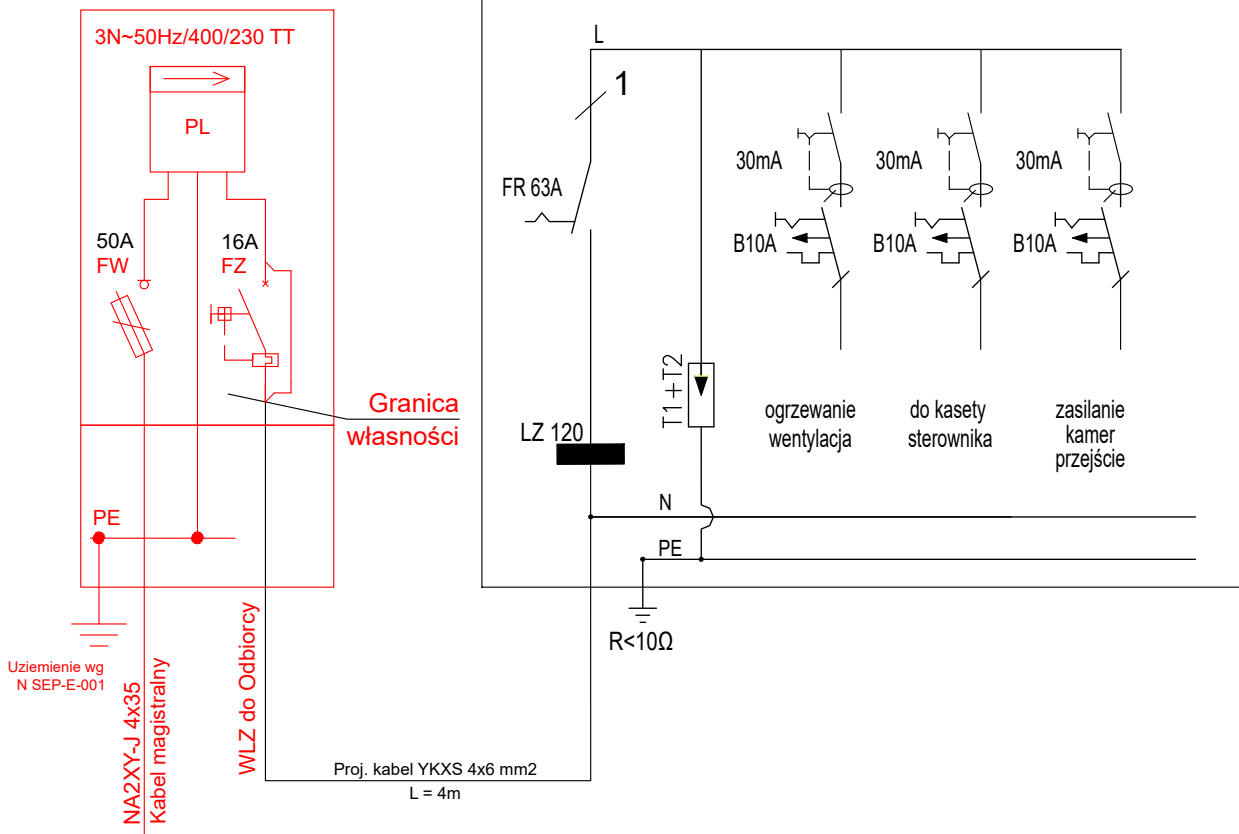 3N~50Hz/400/230 TT
PL
50A
FW
16A
FZ
Granica
własności
PE
Uziemienie wg
N SEP-E-001
NA2XY-J 4x35
Kabel magistralny
WLZ do Odbiorcy
Proj. kabel YKXS 4x6 mm2
L = 4m
L
1
FR 63A
LZ 120
T1+T2
30mA
B10A
ogrzewanie
wentylacja
30mA
B10A
do kasety
sterownika
30mA
B10A
zasilanie
kamer
przejście
N
PE
R<10Ω